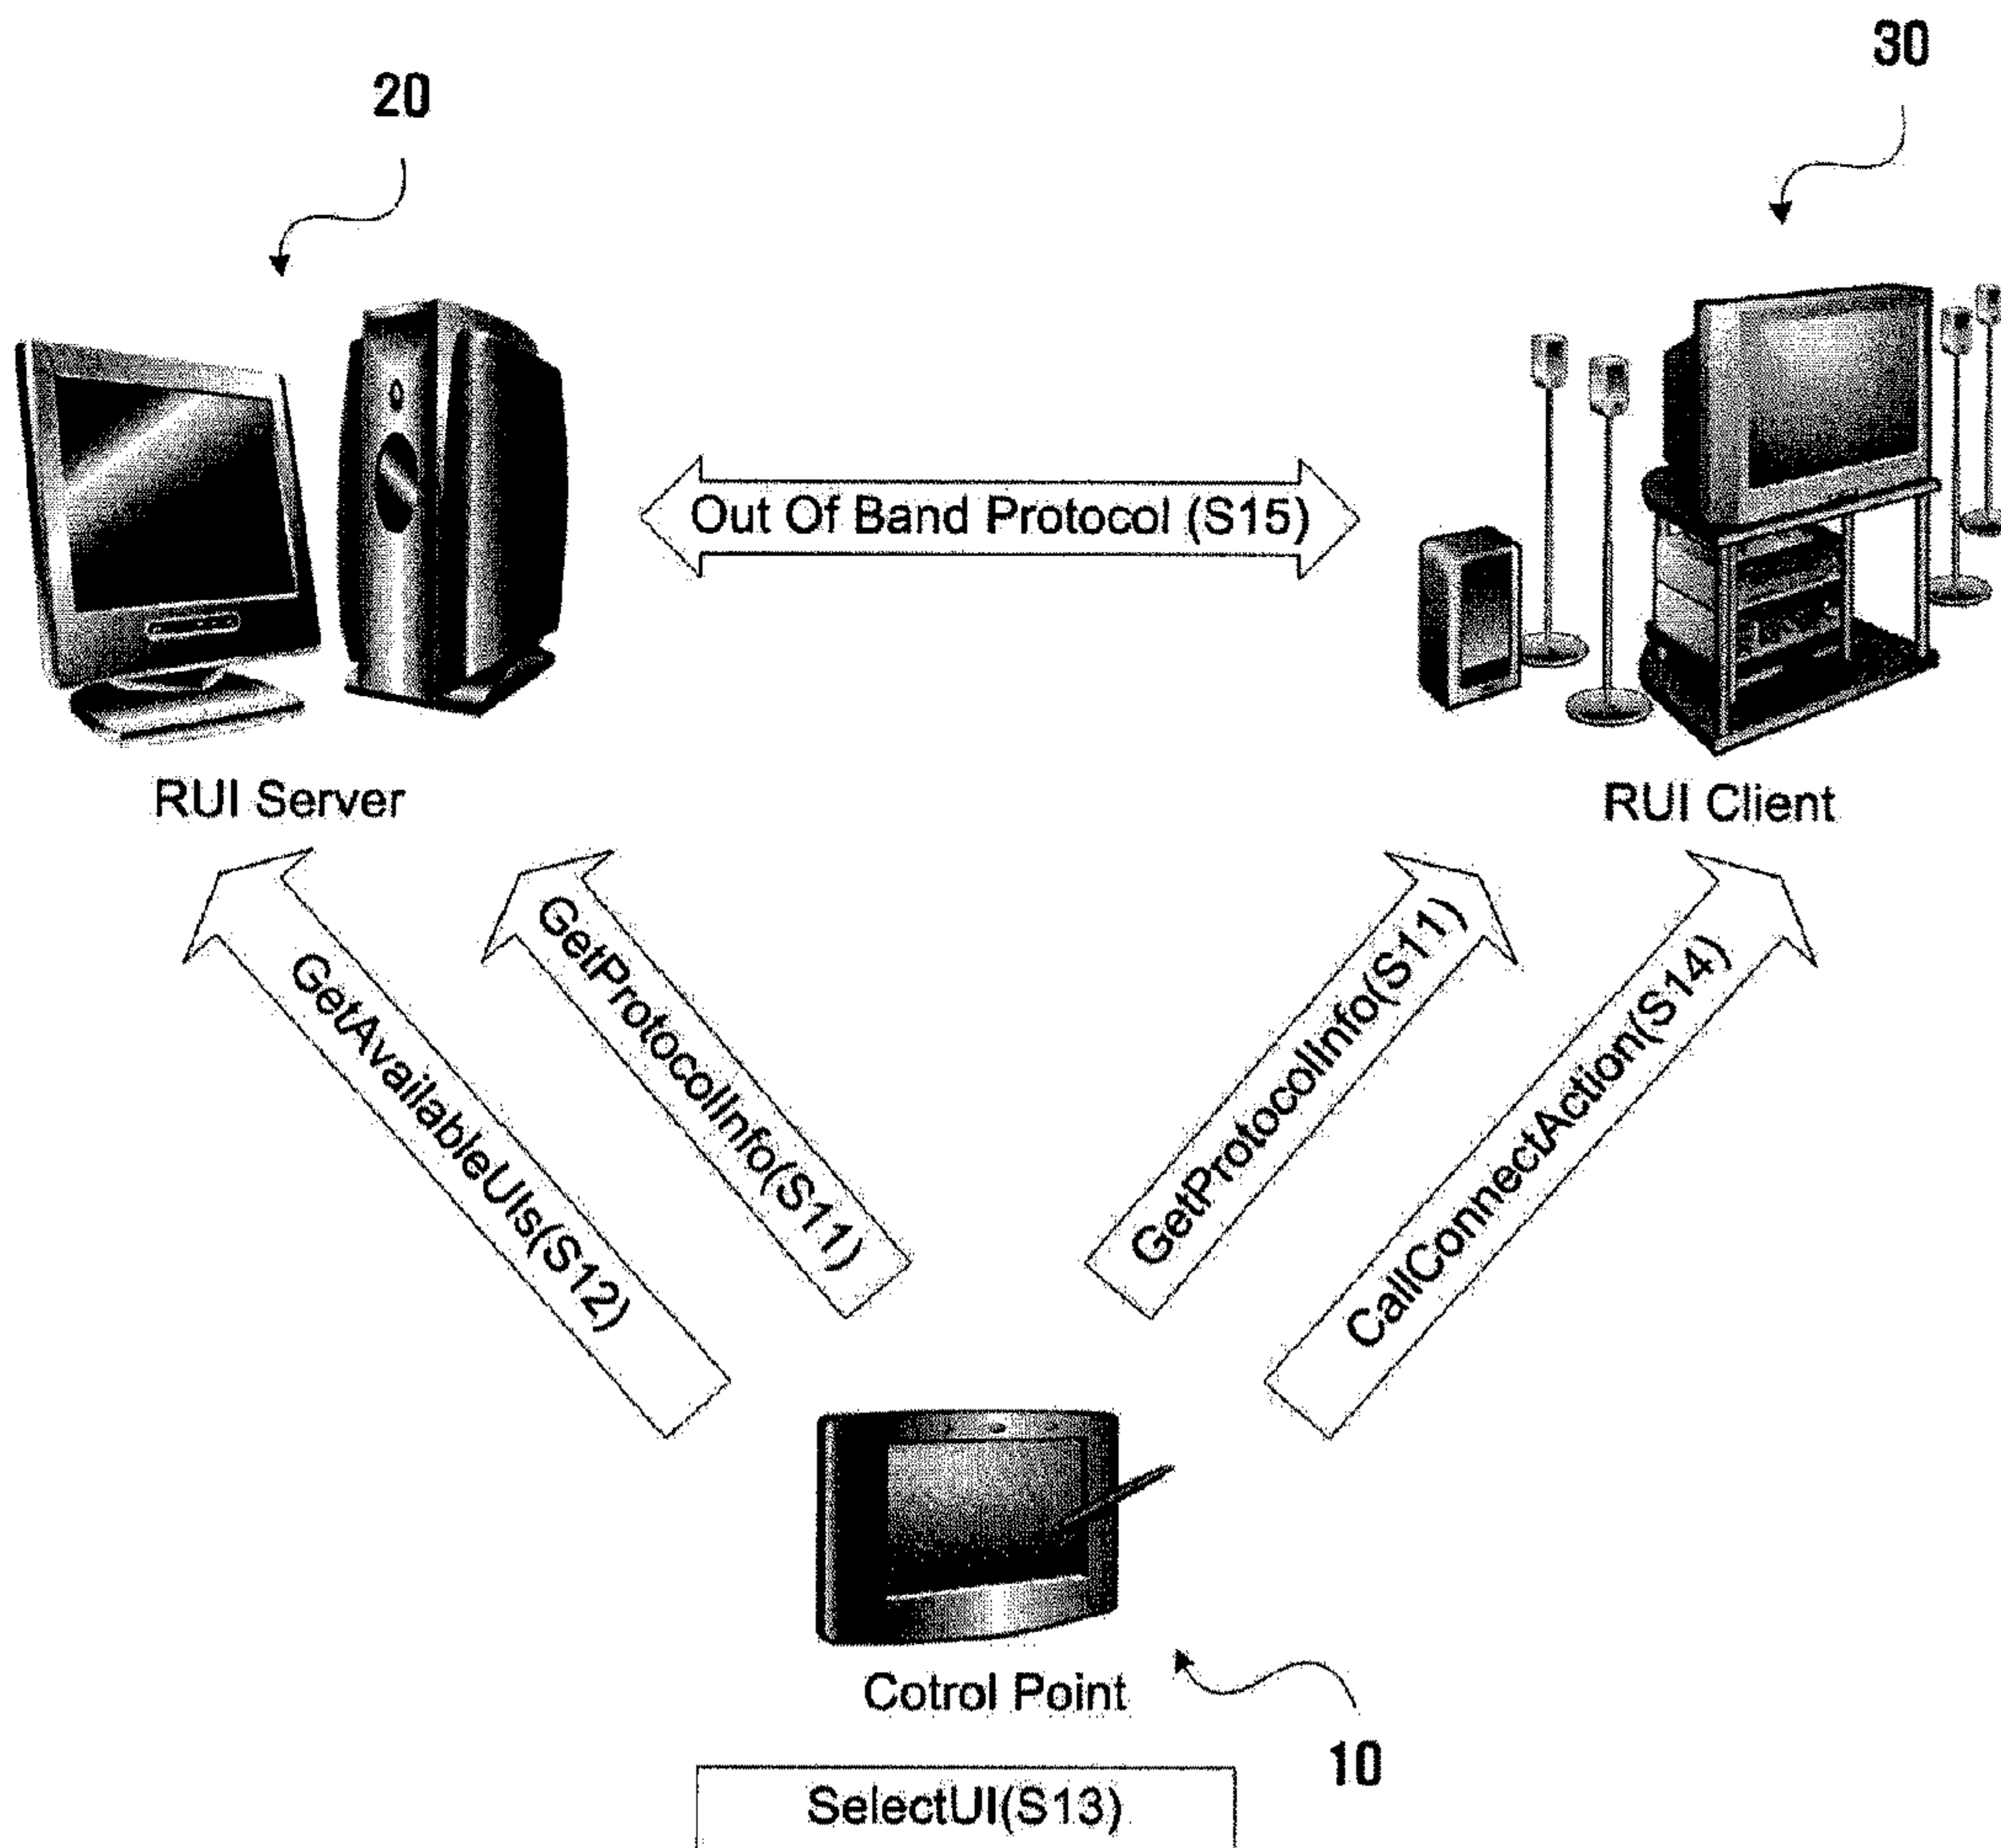 30
20
Out Of Band Protocol (S15)
RUI Server
RUI Client
GetAvailableUIs(S12)
GetProtocolInfo(S11)
GetProtocolInfo(S11)
CallConnectAction(S14)
Cotrol Point
10
SelectUI(S13)